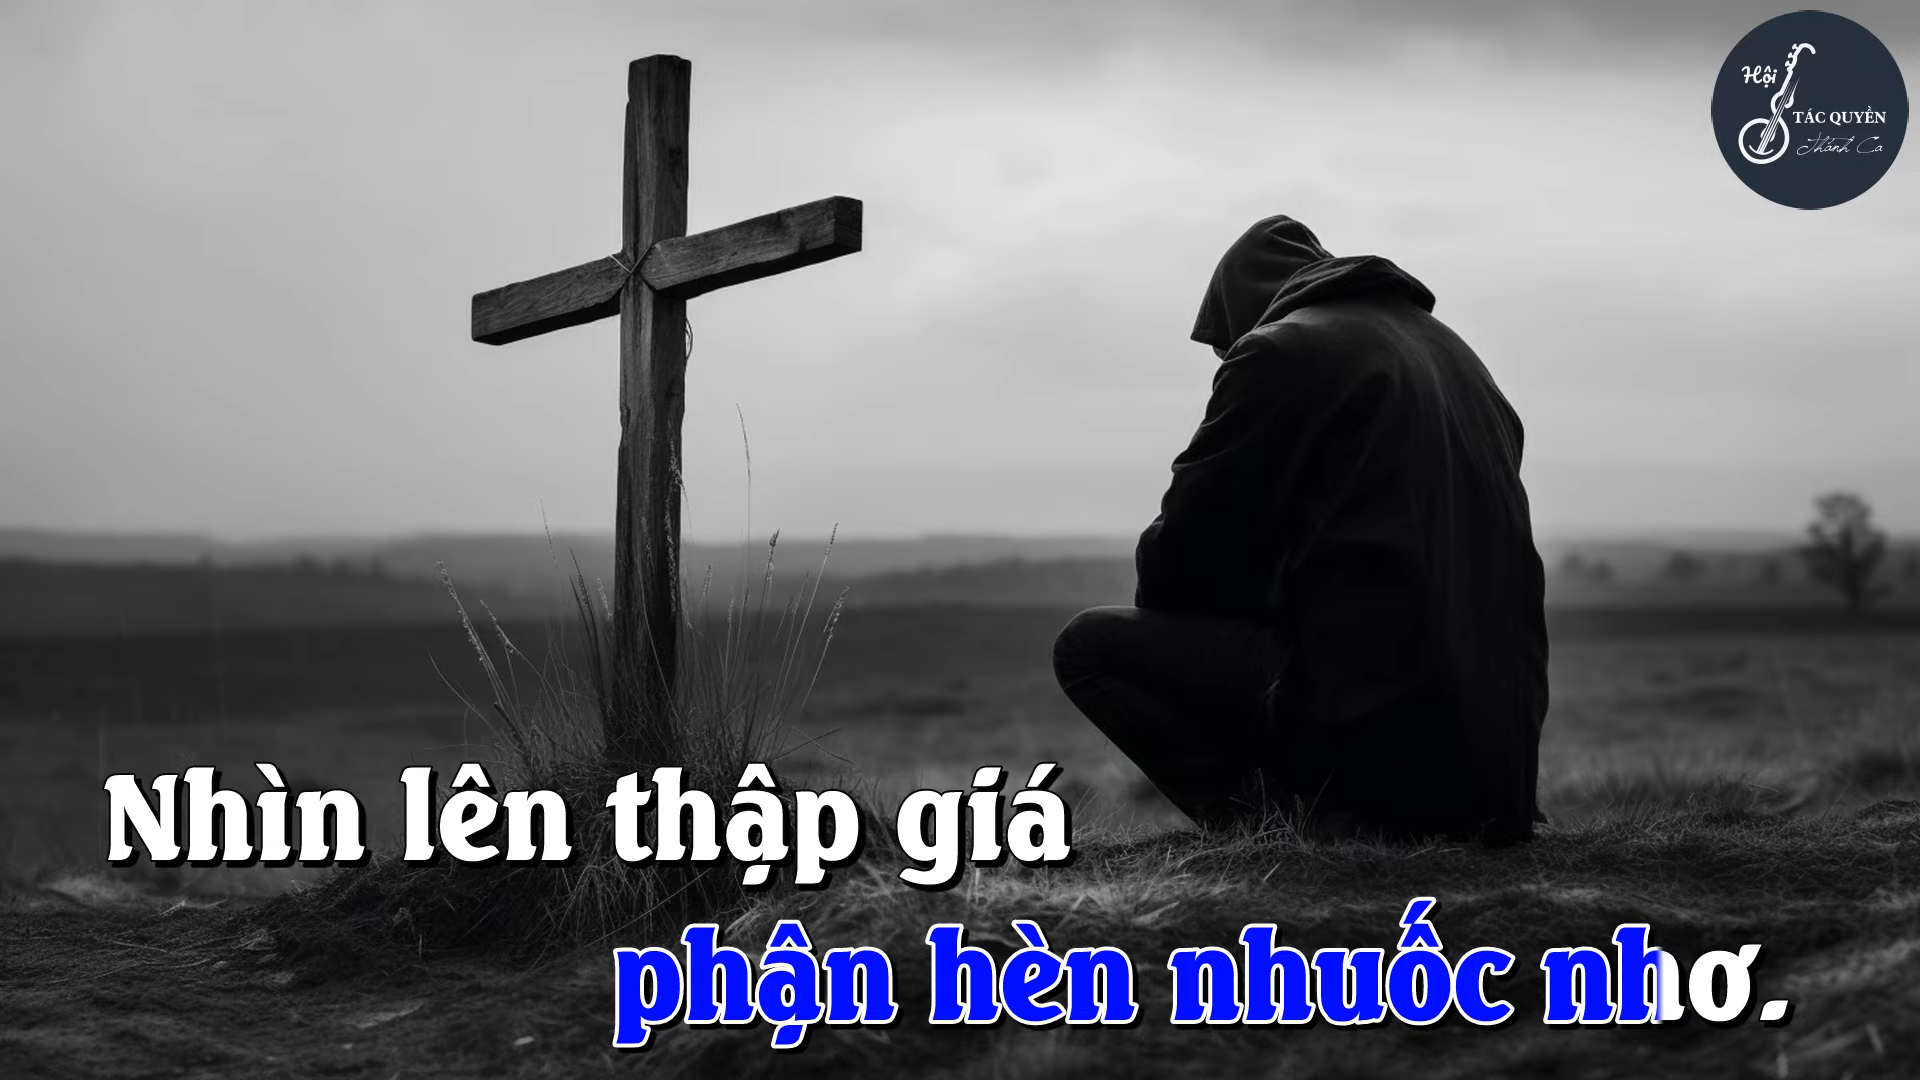 Hội
TÁC QUYỀN
Thánh Ca
Nhìn lên thập giá
phận hèn nhuốc nhơ.